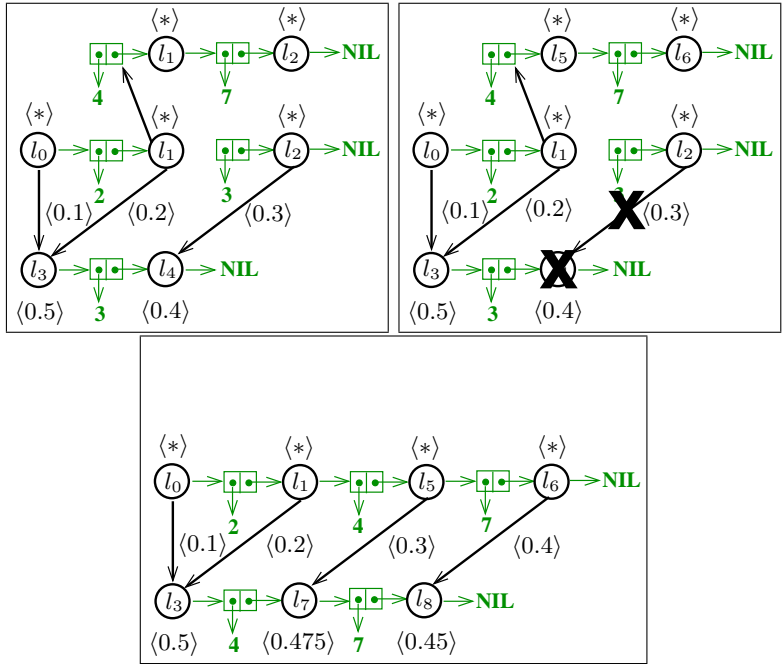 ⟨*⟩ ⟨*⟩
l₁ l₂ NIL
4 7
⟨*⟩ ⟨*⟩ ⟨*⟩
l₀ l₁ l₂ NIL
2 3
⟨0.1⟩ ⟨0.2⟩ ⟨0.3⟩
l₃ l₄ NIL
⟨0.5⟩ 3 ⟨0.4⟩
⟨*⟩ ⟨*⟩
l₅ l₆ NIL
4 7
⟨*⟩ ⟨*⟩ ⟨*⟩
l₀ l₁ l₂ NIL
2
⟨0.1⟩ ⟨0.2⟩ X ⟨0.3⟩
l₃ X NIL
⟨0.5⟩ 3 ⟨0.4⟩
⟨*⟩ ⟨*⟩ ⟨*⟩ ⟨*⟩
l₀ l₁ l₅ l₆ NIL
2 4 7
⟨0.1⟩ ⟨0.2⟩ ⟨0.3⟩ ⟨0.4⟩
l₃ l₇ l₈ NIL
⟨0.5⟩ 4 ⟨0.475⟩ 7 ⟨0.45⟩